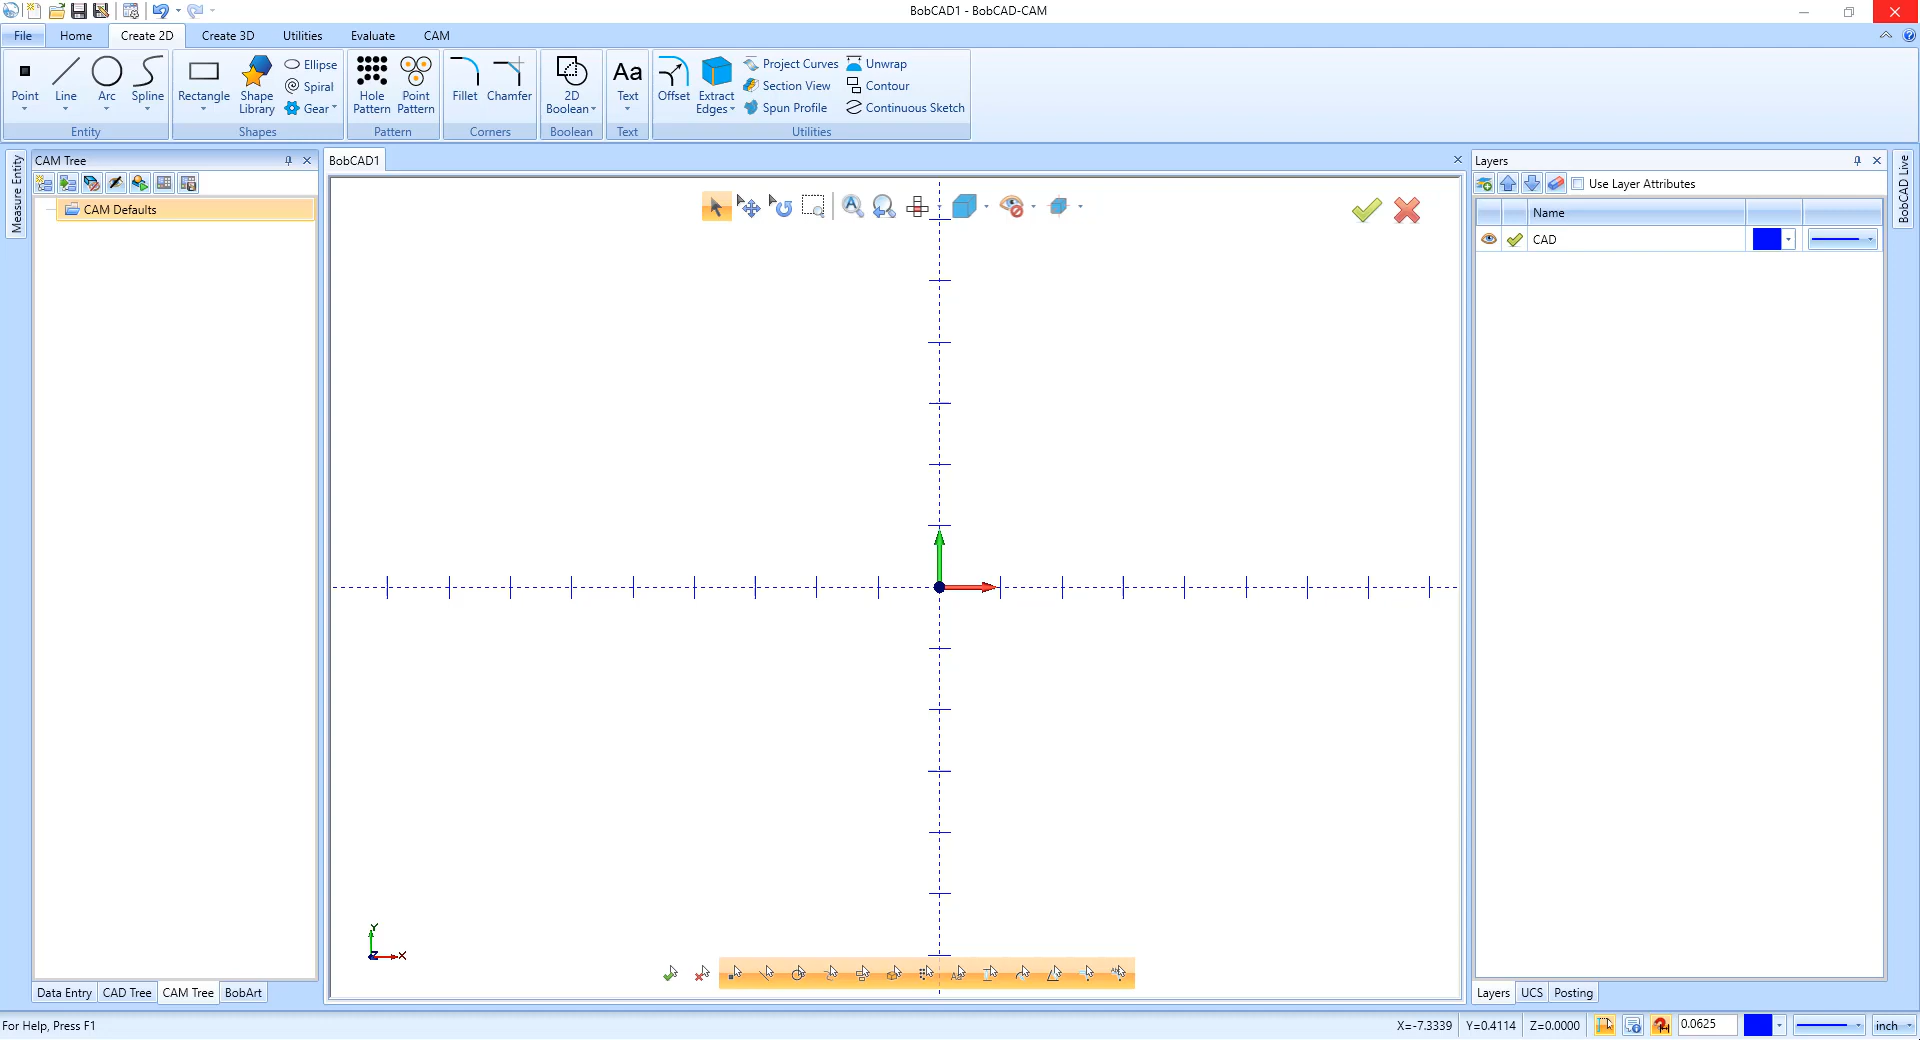 BobCAD1 - BobCAD-CAM
File Home Create 2D Create 3D Utilities Evaluate CAM
Point Line Arc Spline
Entity
Rectangle Shape Library Ellipse Spiral Gear
Shapes
Hole Pattern Point Pattern
Pattern
Fillet Chamfer
Corners
2D Boolean
Boolean
Aa
Text
Text
Offset Extract Edges Project Curves Section View Spun Profile Unwrap Contour Continuous Sketch
Utilities
Measure Entity
CAM Tree
CAM Defaults
Data Entry CAD Tree CAM Tree BobArt
BobCAD1
Y
X
Z
Layers
Use Layer Attributes
Name
CAD
Layers UCS Posting
BobCAD Live
For Help, Press F1
X=-7.3339 Y=0.4114 Z=0.0000 0.0625 inch